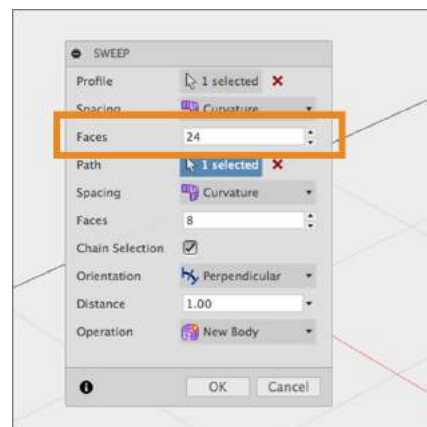 SWEEP
Profile 1 selected
Spacing Curvature
Faces 24
Path 1 selected
Spacing Curvature
Faces 8
Chain Selection
Orientation Perpendicular
Distance 1.00
Operation New Body
OK Cancel